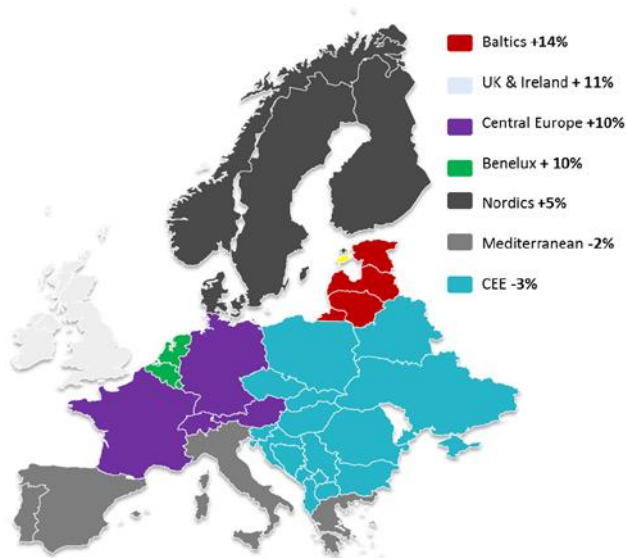 Baltics +14%
UK & Ireland + 11%
Central Europe +10%
Benelux + 10%
Nordics +5%
Mediterranean -2%
CEE -3%